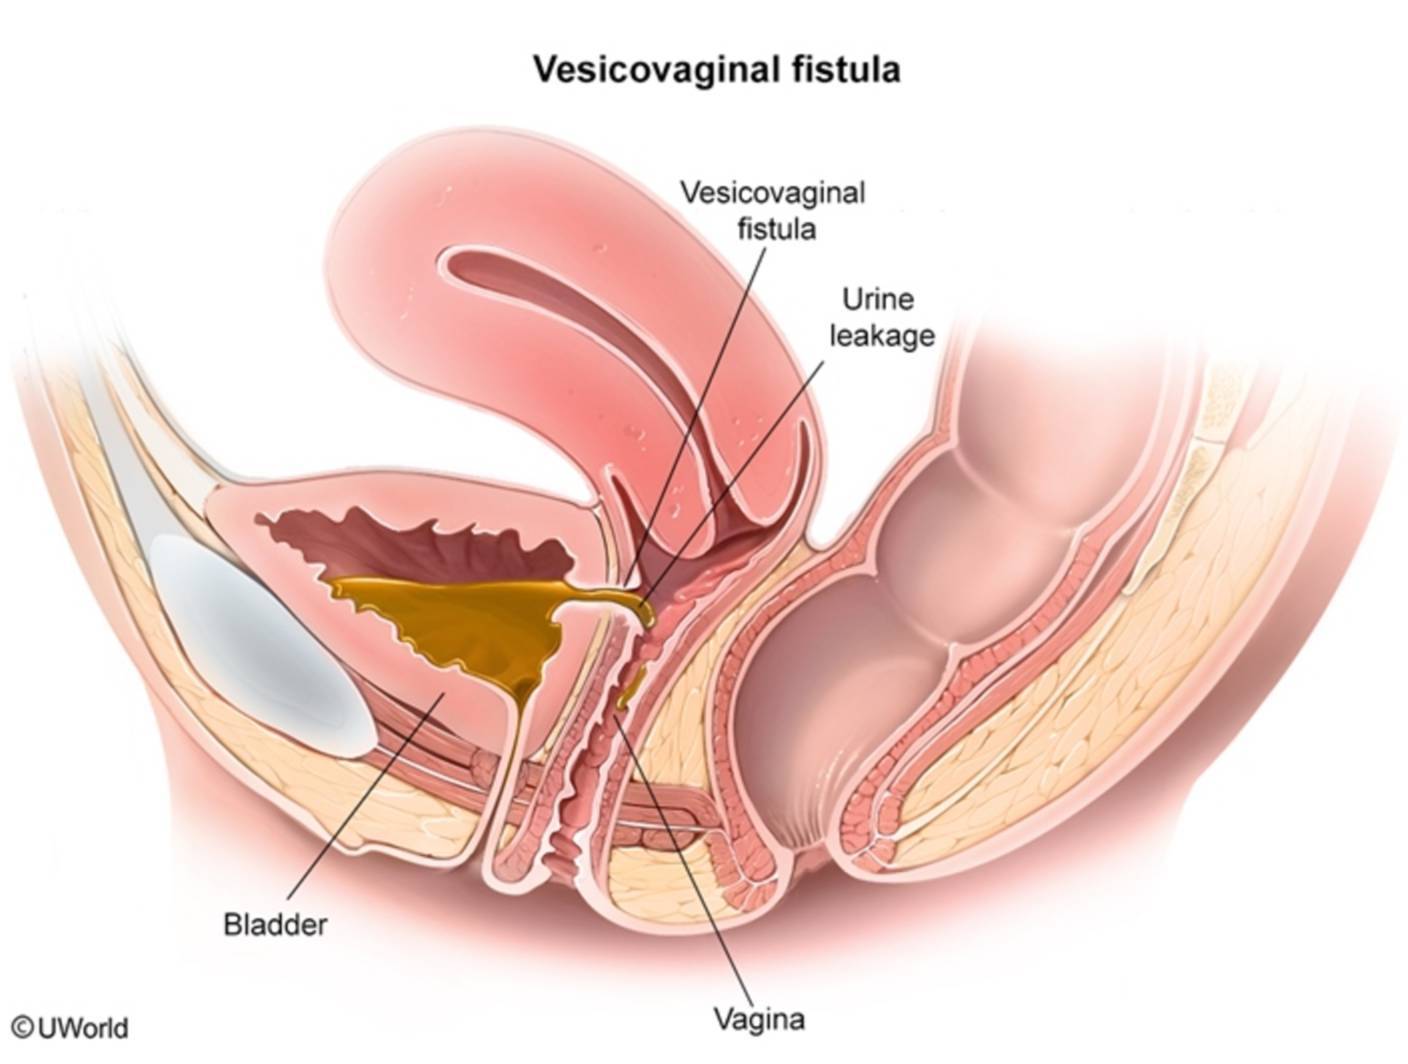 Vesicovaginal fistula
Vesicovaginal
fistula
Urine
leakage
Bladder
Vagina
©UWorld